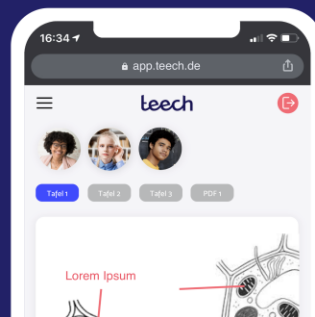 16:34
app.teech.de
teech
Tafel 1 Tafel 2 Tafel 3 PDF 1
Lorem Ipsum